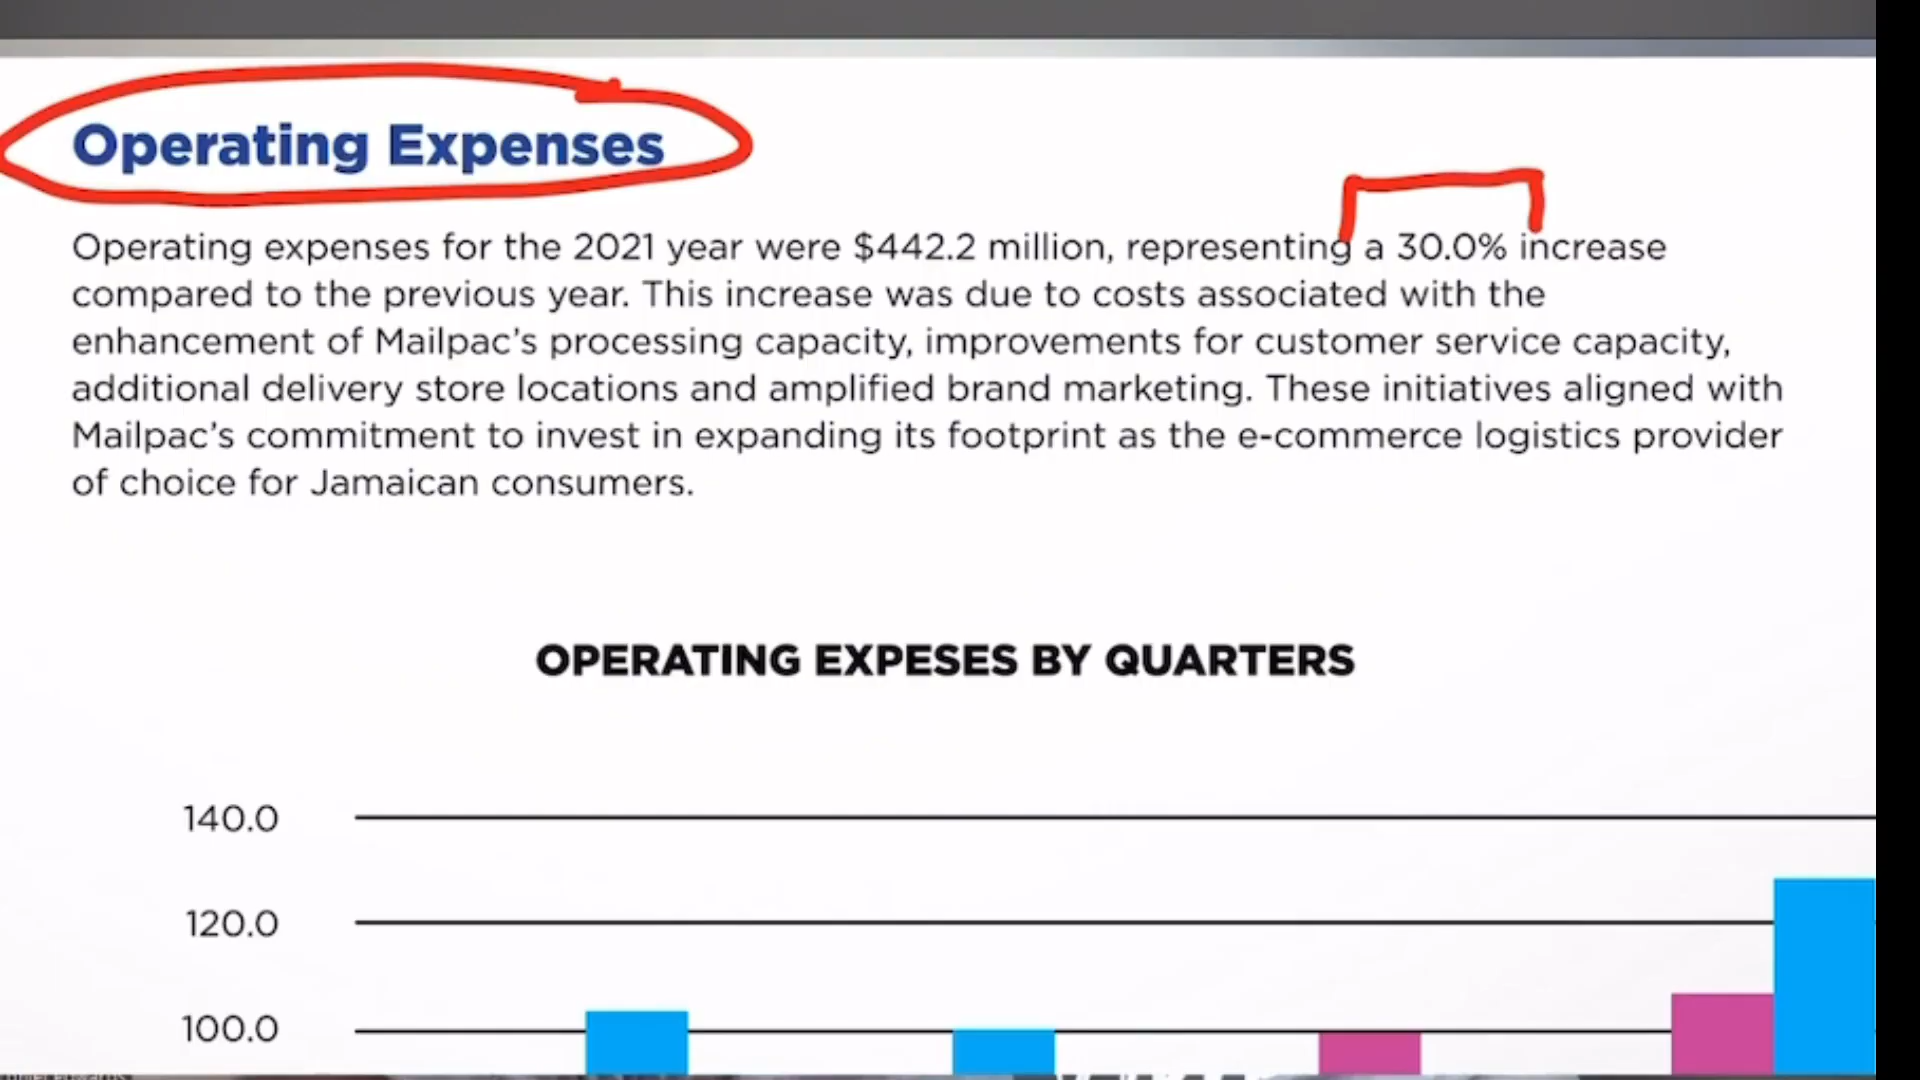 Operating Expenses
Operating expenses for the 2021 year were $442.2 million, representing a 30.0% increase
compared to the previous year. This increase was due to costs associated with the
enhancement of Mailpac’s processing capacity, improvements for customer service capacity,
additional delivery store locations and amplified brand marketing. These initiatives aligned with
Mailpac’s commitment to invest in expanding its footprint as the e-commerce logistics provider
of choice for Jamaican consumers.
OPERATING EXPESES BY QUARTERS
140.0
120.0
100.0